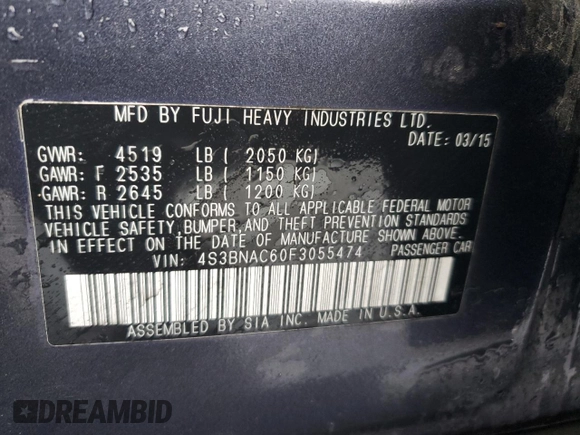 MFD BY FUJI HEAVY INDUSTRIES LTD.
DATE: 03/15
GVWR: 4519 LB ( 2050 KG)
GAWR: F 2535 LB ( 1150 KG)
GAWR: R 2645 LB ( 1200 KG)
THIS VEHICLE CONFORMS TO ALL APPLICABLE FEDERAL MOTOR
VEHICLE SAFETY, BUMPER, AND THEFT PREVENTION STANDARDS
IN EFFECT ON THE DATE OF MANUFACTURE SHOWN ABOVE.
VIN: 4S3BNAC60F3055474 PASSENGER CAR
ASSEMBLED BY SIA INC. MADE IN U.S.A.
DREAMBID